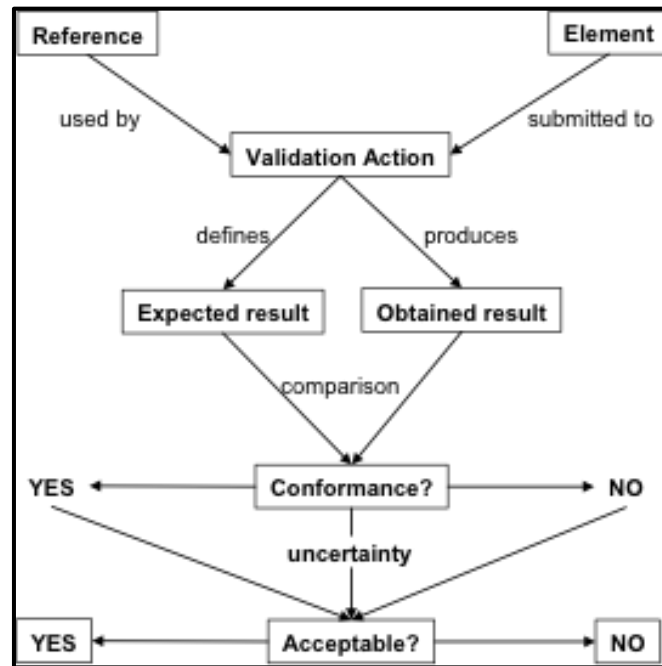 Reference
Element
used by
submitted to
Validation Action
defines
produces
Expected result
Obtained result
comparison
YES
Conformance?
NO
uncertainty
YES
Acceptable?
NO